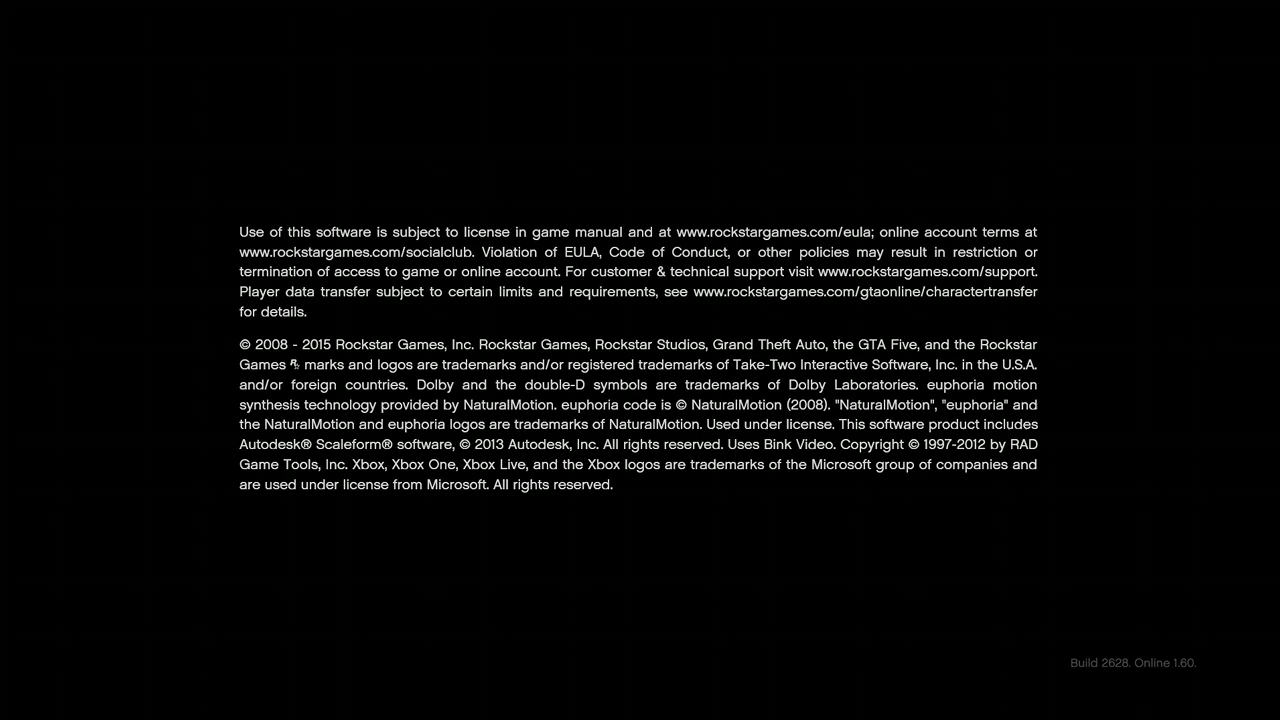 Use of this software is subject to license in game manual and at www.rockstargames.com/eula; online account terms at
www.rockstargames.com/socialclub. Violation of EULA, Code of Conduct, or other policies may result in restriction or
termination of access to game or online account. For customer & technical support visit www.rockstargames.com/support.
Player data transfer subject to certain limits and requirements, see www.rockstargames.com/gtaonline/charactertransfer
for details.
© 2008 - 2015 Rockstar Games, Inc. Rockstar Games, Rockstar Studios, Grand Theft Auto, the GTA Five, and the Rockstar
Games R* marks and logos are trademarks and/or registered trademarks of Take-Two Interactive Software, Inc. in the U.S.A.
and/or foreign countries. Dolby and the double-D symbols are trademarks of Dolby Laboratories. euphoria motion
synthesis technology provided by NaturalMotion. euphoria code is © NaturalMotion (2008). "NaturalMotion", "euphoria" and
the NaturalMotion and euphoria logos are trademarks of NaturalMotion. Used under license. This software product includes
Autodesk® Scaleform® software, © 2013 Autodesk, Inc. All rights reserved. Uses Bink Video. Copyright © 1997-2012 by RAD
Game Tools, Inc. Xbox, Xbox One, Xbox Live, and the Xbox logos are trademarks of the Microsoft group of companies and
are used under license from Microsoft. All rights reserved.
Build 2628. Online 1.60.